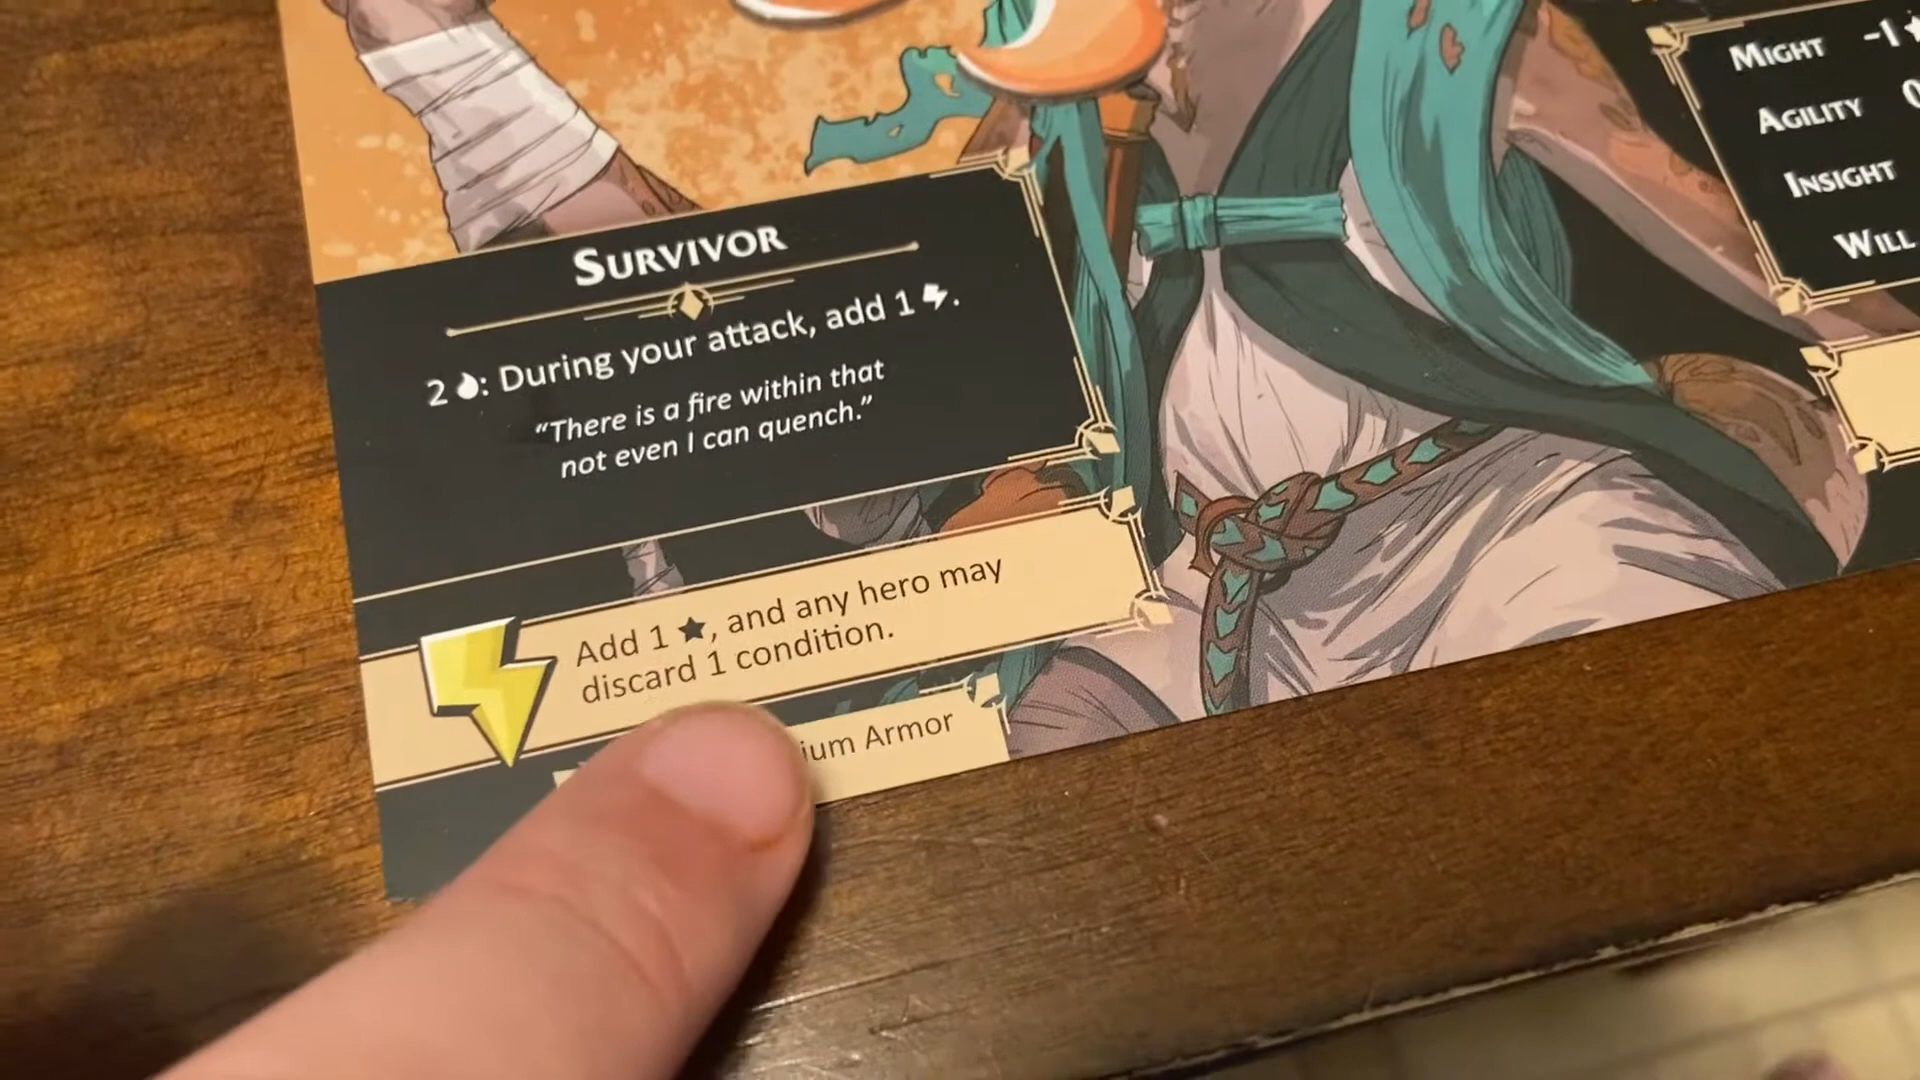 SURVIVOR
2 : During your attack, add 1 .
"There is a fire within that
not even I can quench."
Add 1 ★, and any hero may
discard 1 condition.
Armor
MIGHT -1
AGILITY 0
INSIGHT
WILL